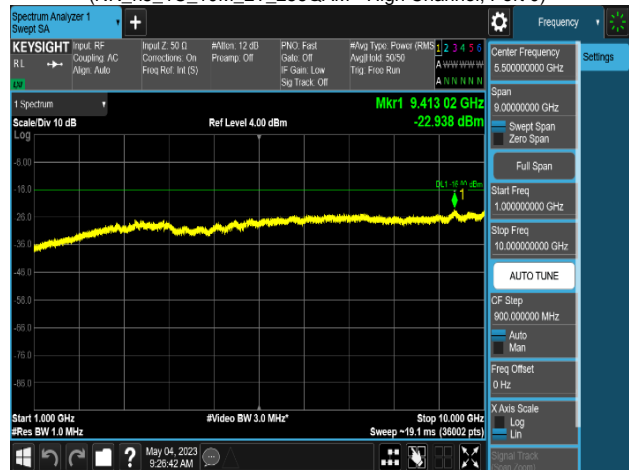 Spectrum Analyzer 1
Swept SA
Frequency
KEYSIGHT
RL
Input: RF
Coupling: AC
Align: Auto
Input Z: 50 Ω
Corrections: On
Freq Ref: Int (S)
#Atten: 12 dB
Preamp: Off
PNO: Fast
Gate: Off
IF Gain: Low
Sig Track: Off
#Avg Type: Power (RMS)
Avg|Hold: 50/50
Trig: Free Run
1 2 3 4 5 6
A W W W W W
A N N N N N
1 Spectrum
Scale/Div 10 dB
Log
Ref Level 4.00 dBm
Mkr1 9.413 02 GHz
-22.938 dBm
1
-6.00
-16.0
-26.0
-36.0
-46.0
-56.0
-66.0
-76.0
-86.0
Start 1.000 GHz
#Res BW 1.0 MHz
#Video BW 3.0 MHz*
Stop 10.000 GHz
Sweep ~19.1 ms (36002 pts)
Center Frequency
5.500000000 GHz
Settings
Span
9.00000000 GHz
Swept Span
Zero Span
Full Span
Start Freq
1.000000000 GHz
Stop Freq
10.000000000 GHz
AUTO TUNE
CF Step
900.000000 MHz
Auto
Man
Freq Offset
0 Hz
X Axis Scale
Log
Lin
Signal Track
(Span Zoom)
?
May 04, 2023
9:26:42 AM